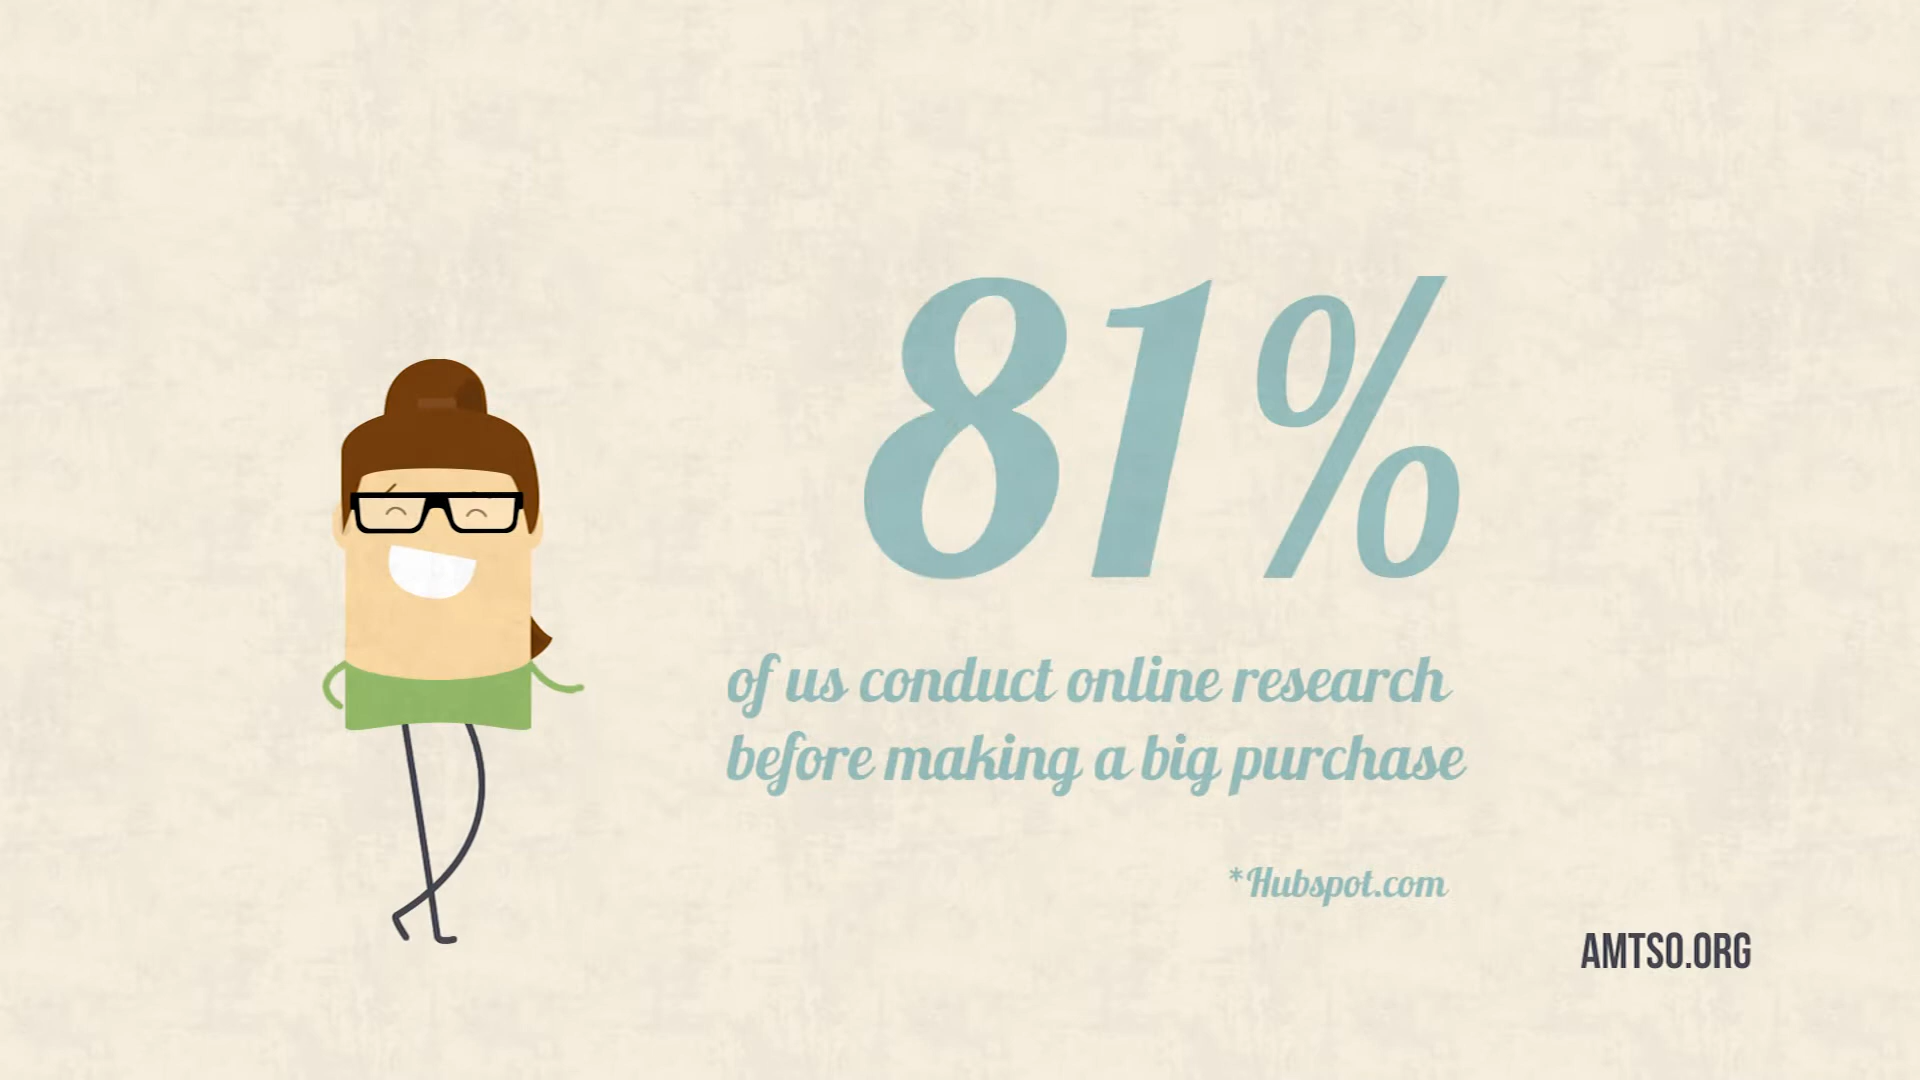 81%
of us conduct online research
before making a big purchase
*Hubspot.com
AMTSO.ORG